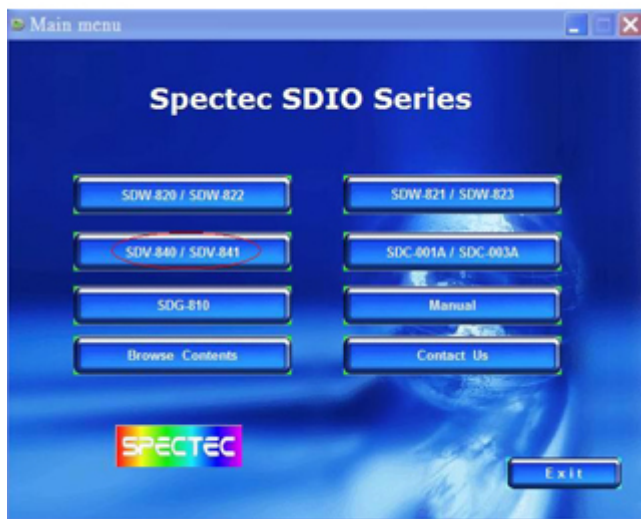 Main menu
Spectec SDIO Series
SDW-820 / SDW-822
SDW-821 / SDW-823
SDV-840 / SDV-841
SDC-001A / SDC-003A
SDG-810
Manual
Browse Contents
Contact Us
SPECTEC
Exit